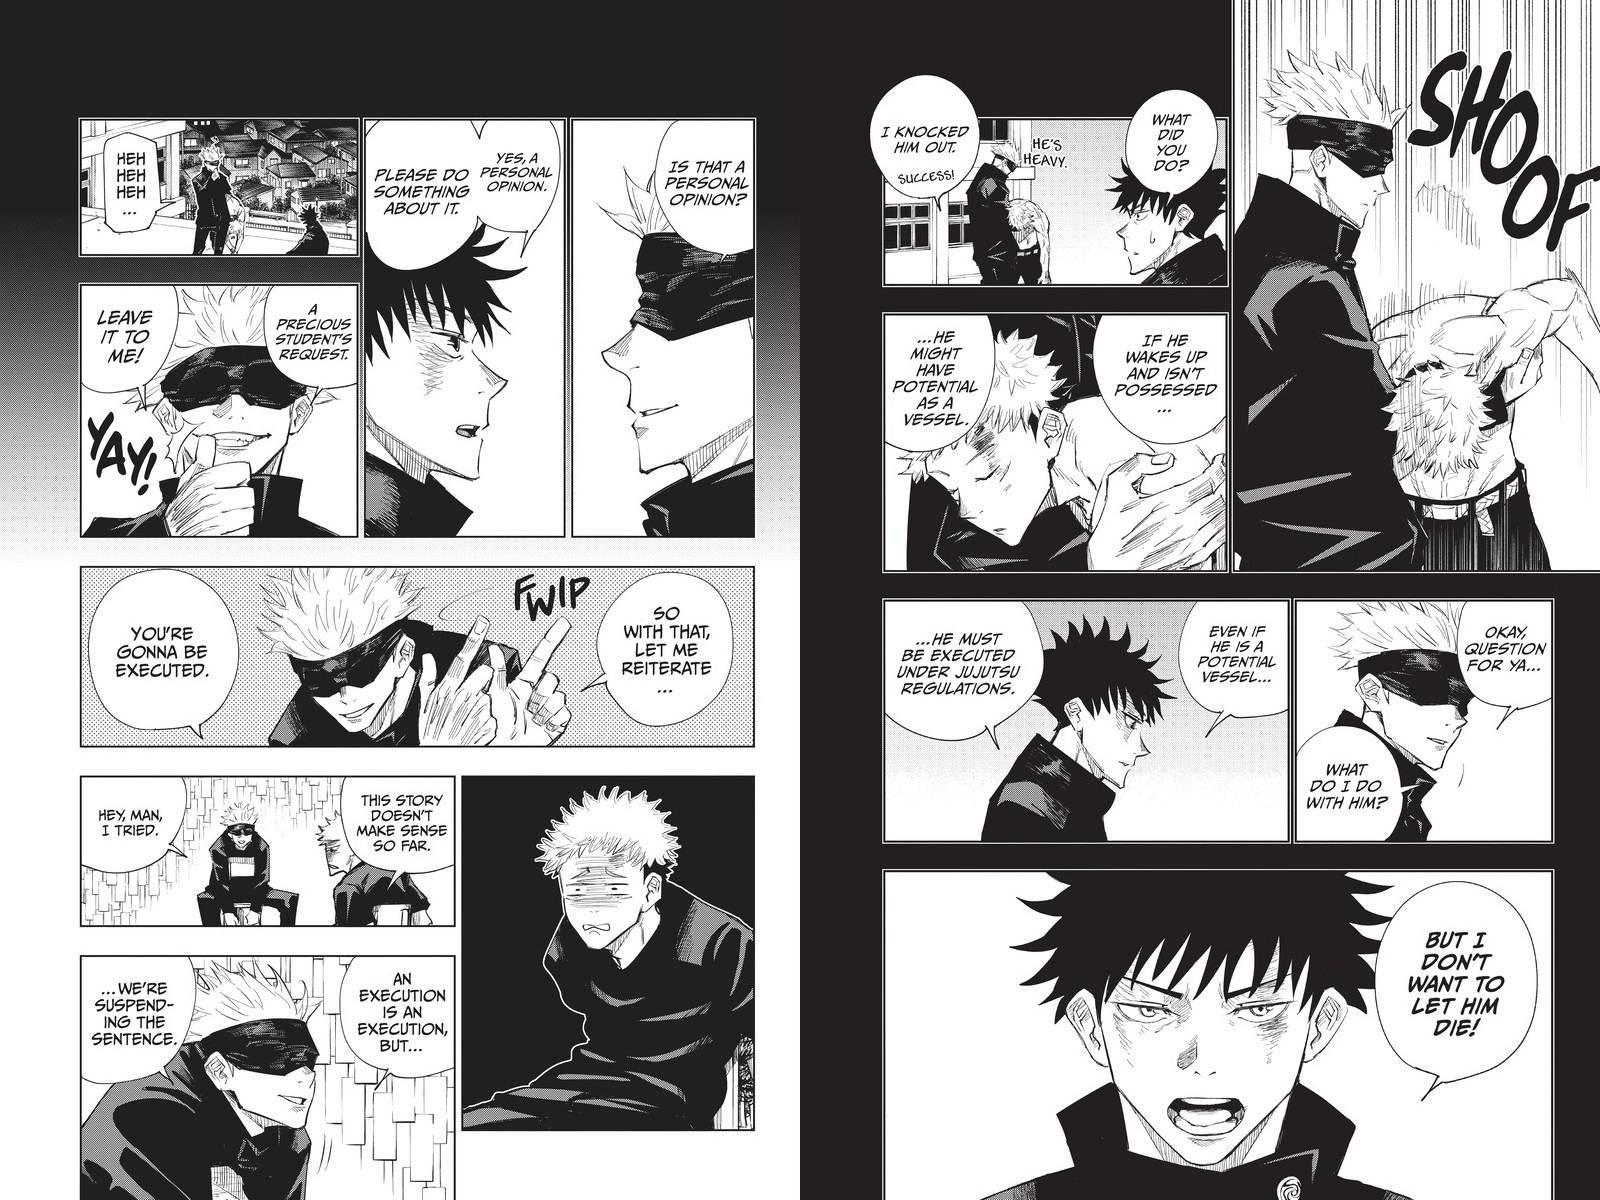 SHOOF
WHAT
DID
YOU
DO?
HE'S
HEAVY.
I KNOCKED
HIM OUT.
SUCCESS!
IF HE
WAKES UP
AND ISN'T
POSSESSED
...
...HE
MIGHT
HAVE
POTENTIAL
AS A
VESSEL.
OKAY,
QUESTION
FOR YA...
WHAT
DO I DO
WITH HIM?
EVEN IF
HE IS A
POTENTIAL
VESSEL...
...HE MUST
BE EXECUTED
UNDER JUJUTSU
REGULATIONS.
BUT I
DON'T
WANT TO
LET HIM
DIE!
IS THAT A
PERSONAL
OPINION?
YES, A
PERSONAL
OPINION.
PLEASE DO
SOMETHING
ABOUT IT.
HEH
HEH
HEH
...
A
PRECIOUS
STUDENT'S
REQUEST.
LEAVE
IT TO
ME!
YAY!
SO
WITH THAT,
LET ME
REITERATE
...
FWIP
YOU'RE
GONNA BE
EXECUTED.
THIS STORY
DOESN'T
MAKE SENSE
SO FAR.
HEY, MAN,
I TRIED.
AN
EXECUTION
IS AN
EXECUTION,
BUT...
...WE'RE
SUSPEND-
ING THE
SENTENCE.